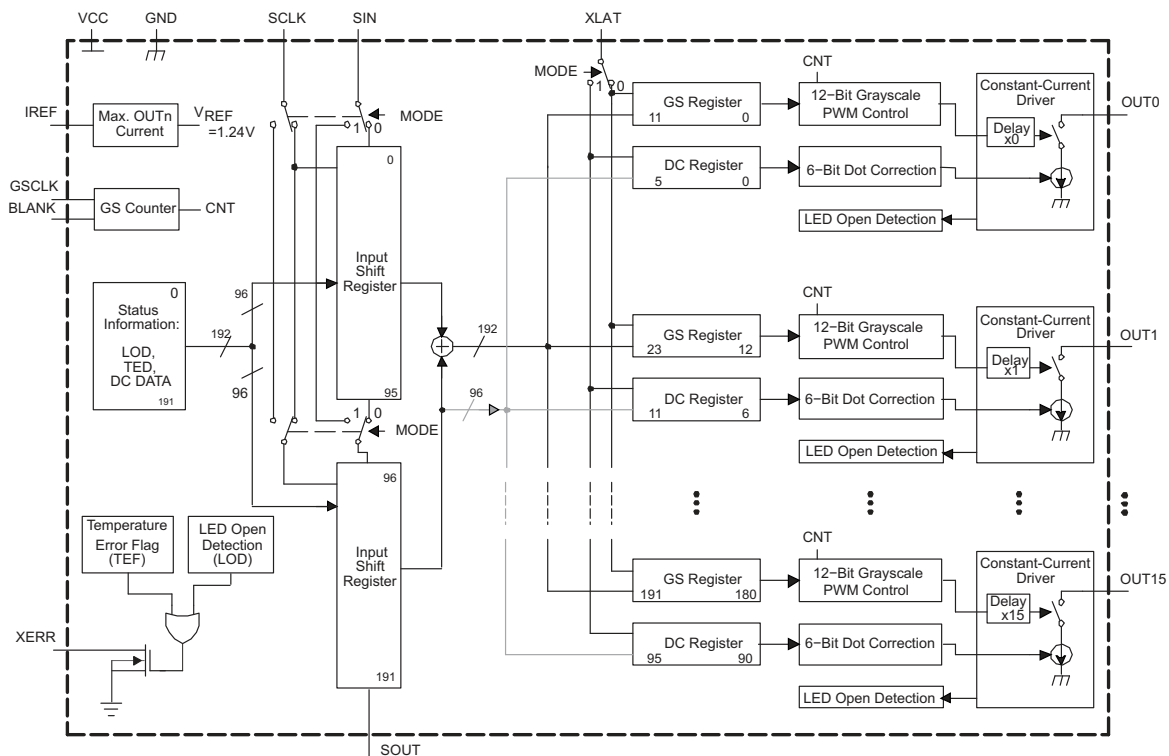 VCC GND SCLK SIN XLAT
IREF
Max. OUTn
Current
VREF
=1.24V
GSCLK
BLANK
GS Counter
CNT
0
Status
Information:
LOD,
TED,
DC DATA
191
192
96
96
MODE
1 0
0
Input
Shift
Register
95
1 0
MODE
96
Input
Shift
Register
191
SOUT
192
96
Temperature
Error Flag
(TEF)
LED Open
Detection
(LOD)
XERR
MODE
1 0
GS Register
11 0
CNT
12−Bit Grayscale
PWM Control
DC Register
5 0
6−Bit Dot Correction
LED Open Detection
Constant-Current
Driver
Delay
x0
OUT0
GS Register
23 12
CNT
12−Bit Grayscale
PWM Control
DC Register
11 6
6−Bit Dot Correction
LED Open Detection
Constant-Current
Driver
Delay
x1
OUT1
GS Register
191 180
CNT
12−Bit Grayscale
PWM Control
DC Register
95 90
6−Bit Dot Correction
LED Open Detection
Constant-Current
Driver
Delay
x15
OUT15